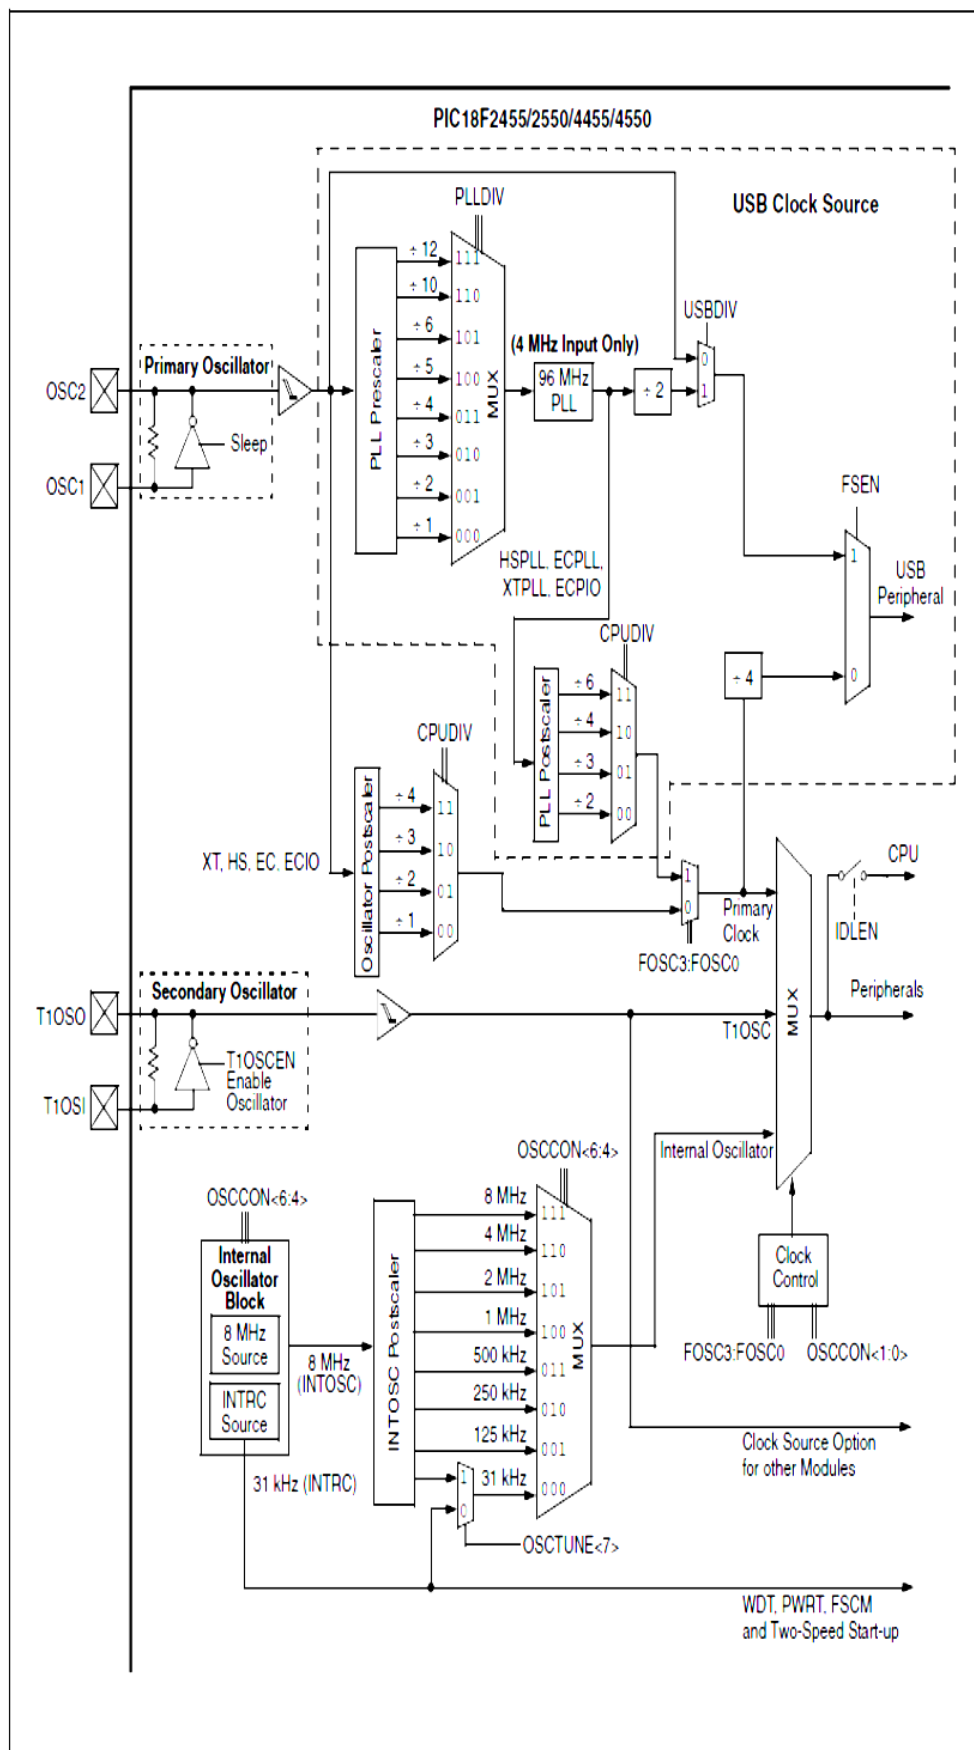 PIC18F2455/2550/4455/4550
USB Clock Source
PLLDIV
PLL Prescaler
÷ 12
÷ 10
÷ 6
÷ 5
÷ 4
÷ 3
÷ 2
÷ 1
111
110
101
100
011
010
001
000
MUX
(4 MHz Input Only)
96 MHz
PLL
÷ 2
USBDIV
0
1
FSEN
1
0
USB
Peripheral
÷ 4
OSC2
OSC1
Primary Oscillator
Sleep
HSPLL, ECPLL,
XTPLL, ECPIO
CPUDIV
PLL Postscaler
÷ 6
÷ 4
÷ 3
÷ 2
11
10
01
00
CPUDIV
Oscillator Postscaler
÷ 4
÷ 3
÷ 2
÷ 1
11
10
01
00
XT, HS, EC, ECIO
1
0
Primary
Clock
FOSC3:FOSC0
CPU
IDLEN
Peripherals
MUX
T1OSO
T1OSI
Secondary Oscillator
T1OSCEN
Enable
Oscillator
T1OSC
Internal Oscillator
OSCCON<6:4>
Internal
Oscillator
Block
8 MHz
Source
INTRC
Source
8 MHz
(INTOSC)
31 kHz (INTRC)
INTOSC Postscaler
OSCCON<6:4>
8 MHz
4 MHz
2 MHz
1 MHz
500 kHz
250 kHz
125 kHz
31 kHz
111
110
101
100
011
010
001
000
MUX
1
0
OSCTUNE<7>
Clock
Control
FOSC3:FOSC0
OSCCON<1:0>
Clock Source Option
for other Modules
WDT, PWRT, FSCM
and Two-Speed Start-up